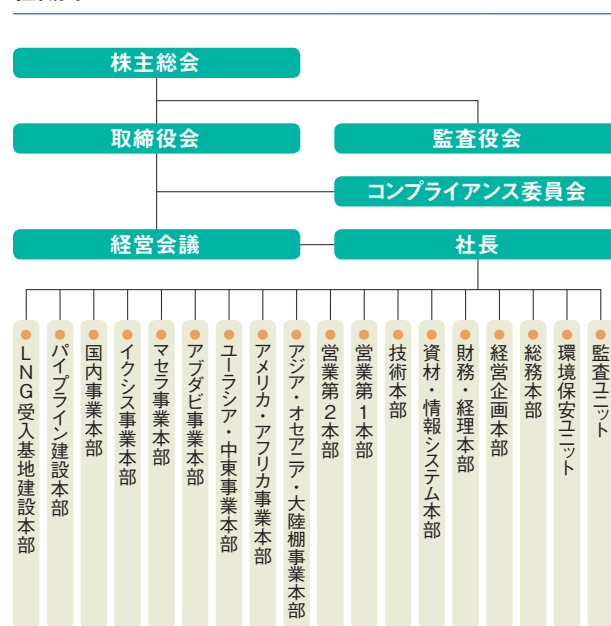 株主総会
取締役会
監査役会
コンプライアンス委員会
経営会議
社長
監査ユニット
環境保安ユニット
総務本部
経営企画本部
財務・経理本部
資材・情報システム本部
技術本部
営業第1本部
営業第2本部
アジア・オセアニア・大陸棚事業本部
アメリカ・アフリカ事業本部
ユーラシア・中東事業本部
アブダビ事業本部
マセラ事業本部
イクシス事業本部
国内事業本部
パイプライン建設本部
LNG受入基地建設本部